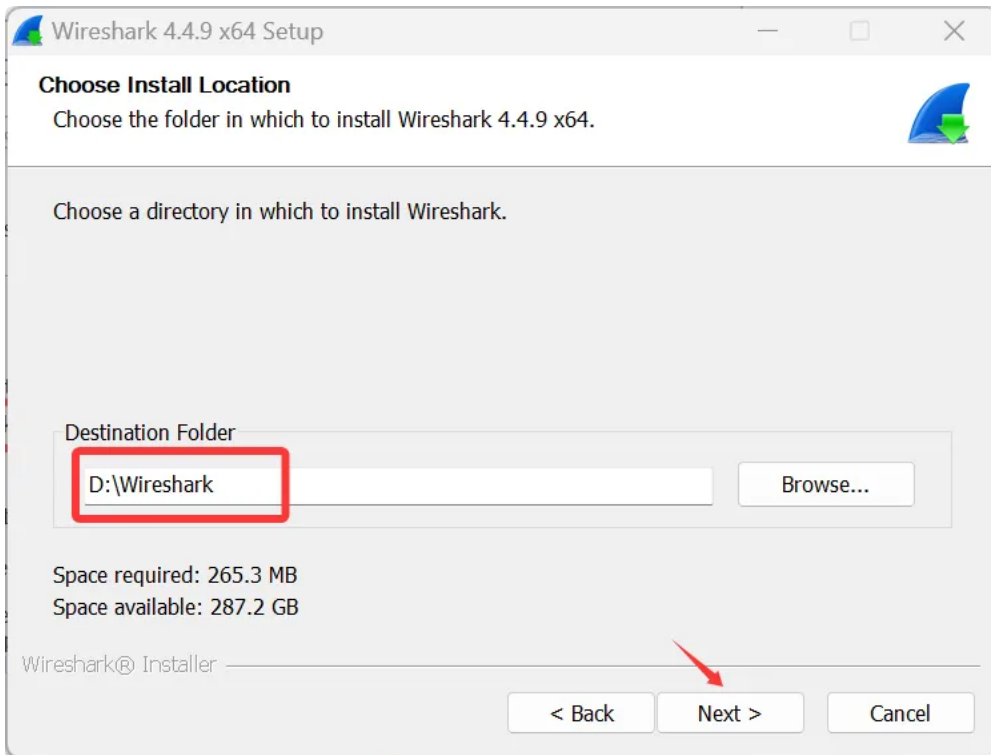 Wireshark 4.4.9 x64 Setup
Choose Install Location
Choose the folder in which to install Wireshark 4.4.9 x64.
Choose a directory in which to install Wireshark.
Destination Folder
D:\Wireshark
Browse...
Space required: 265.3 MB
Space available: 287.2 GB
Wireshark® Installer
< Back
Next >
Cancel